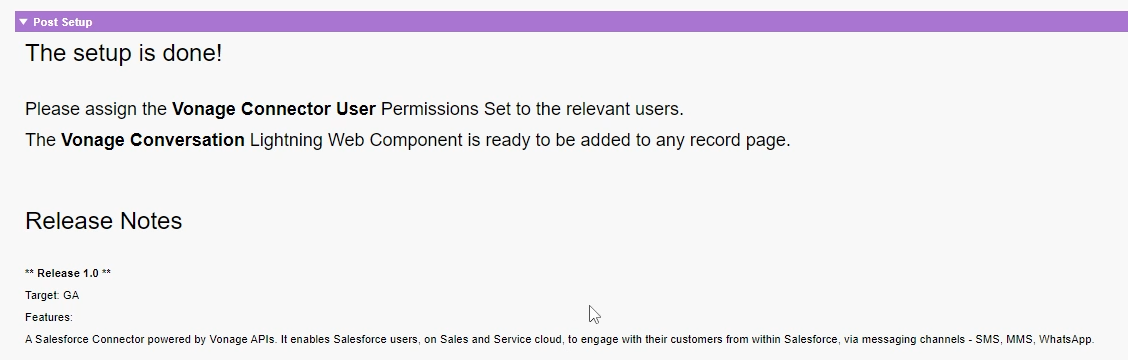 Post Setup
The setup is done!
Please assign the Vonage Connector User Permissions Set to the relevant users.
The Vonage Conversation Lightning Web Component is ready to be added to any record page.
Release Notes
** Release 1.0 **
Target: GA
Features:
A Salesforce Connector powered by Vonage APIs. It enables Salesforce users, on Sales and Service cloud, to engage with their customers from within Salesforce, via messaging channels - SMS, MMS, WhatsApp.